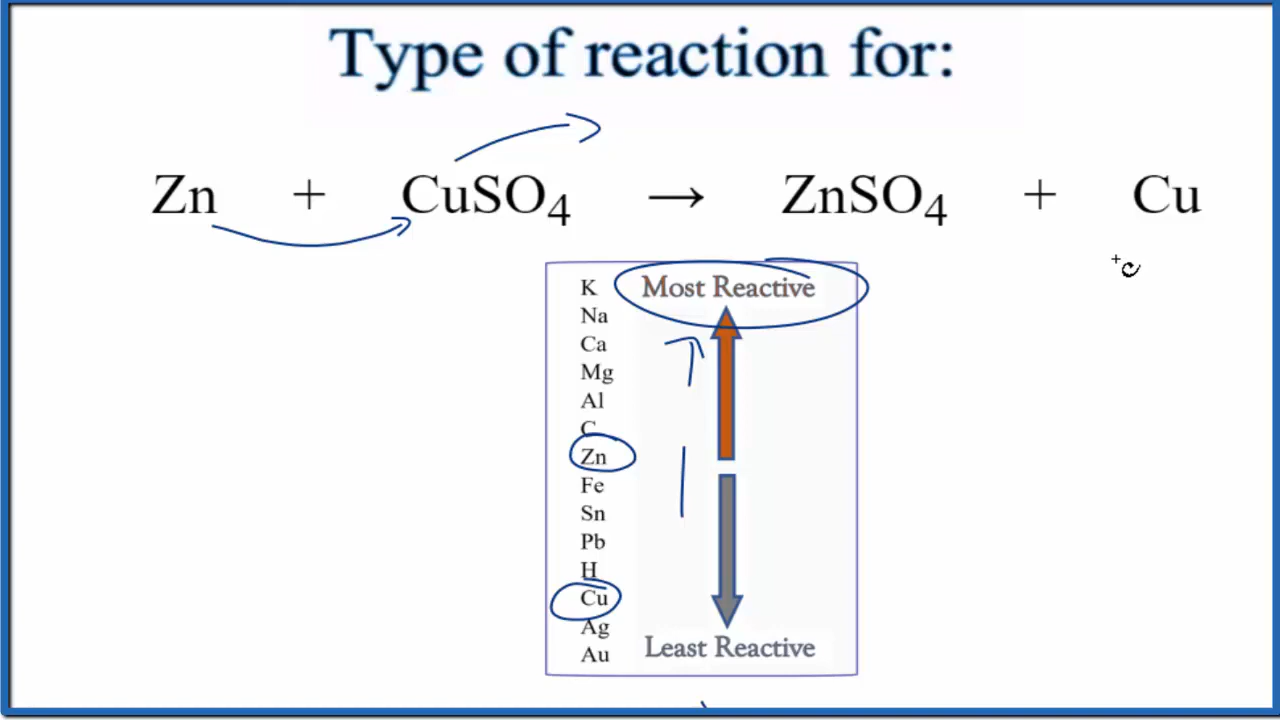 Type of reaction for:
Zn + CuSO₄ → ZnSO₄ + Cu
K Most Reactive
Na
Ca
Mg
Al
C
Zn
Fe
Sn
Pb
H
Cu
Ag
Au Least Reactive